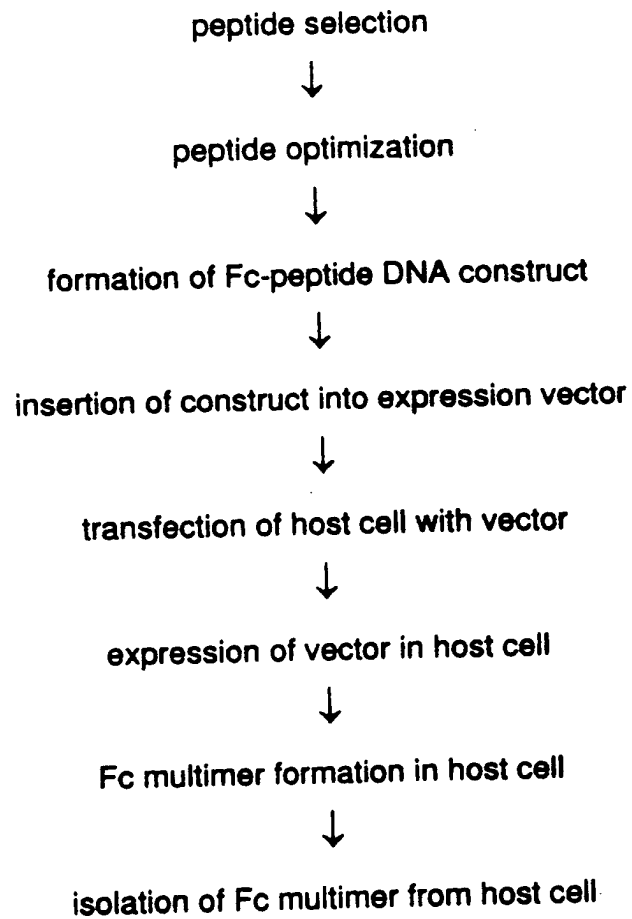 peptide selection
↓
peptide optimization
↓
formation of Fc-peptide DNA construct
↓
insertion of construct into expression vector
↓
transfection of host cell with vector
↓
expression of vector in host cell
↓
Fc multimer formation in host cell
↓
isolation of Fc multimer from host cell